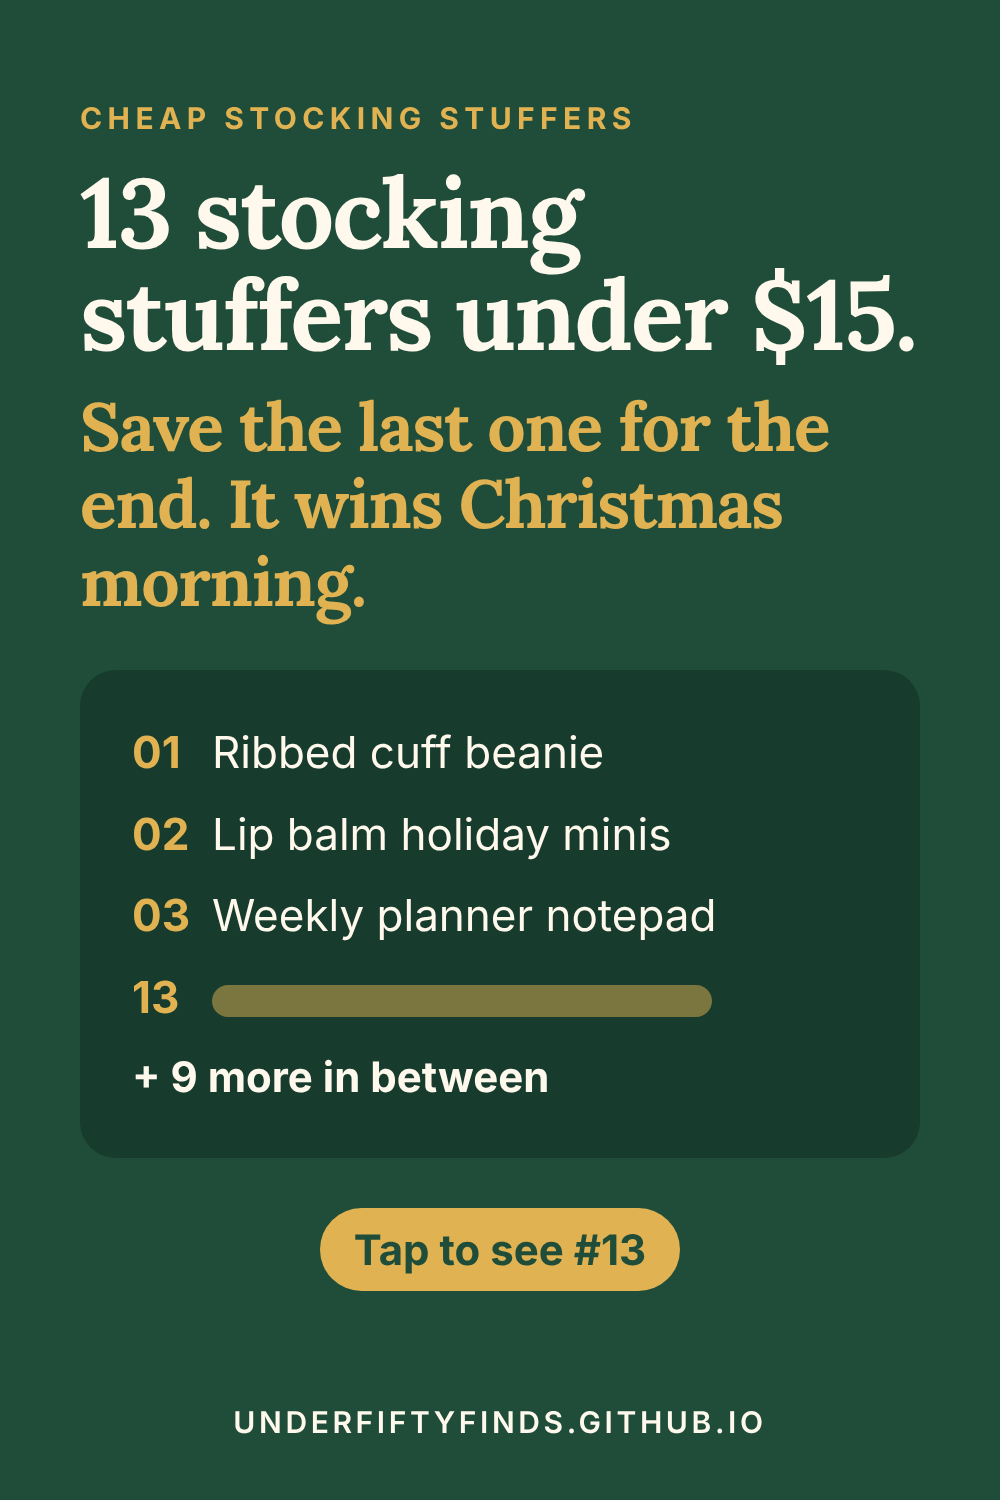 CHEAP STOCKING STUFFERS
13 stocking
stuffers under $15.
Save the last one for the
end. It wins Christmas
morning.
01 Ribbed cuff beanie
02 Lip balm holiday minis
03 Weekly planner notepad
13
+ 9 more in between
Tap to see #13
UNDERFIFTYFINDS.GITHUB.IO